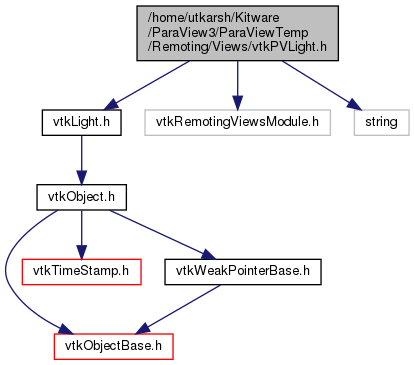 /home/utkarsh/Kitware
/ParaView3/ParaViewTemp
/Remoting/Views/vtkPVLight.h
vtkLight.h
vtkRemotingViewsModule.h
string
vtkObject.h
vtkTimeStamp.h
vtkWeakPointerBase.h
vtkObjectBase.h